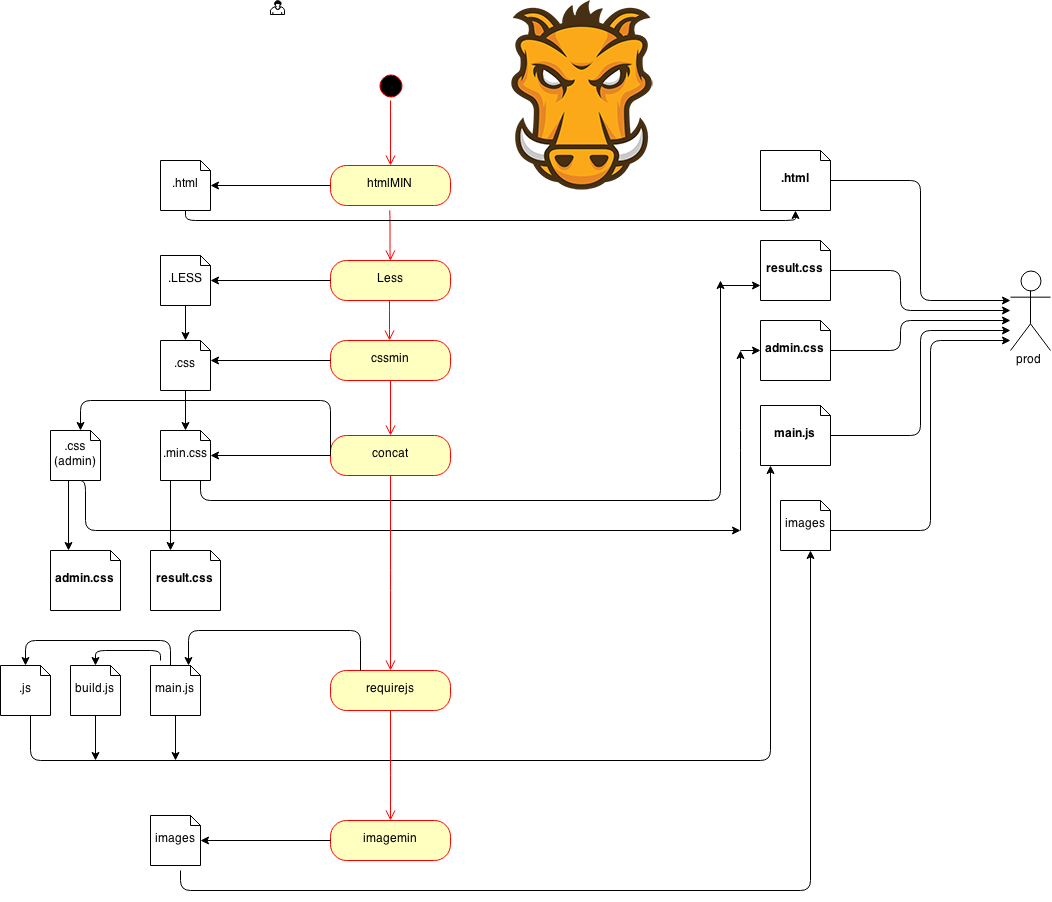 .html
htmlMIN
.html
.LESS
Less
result.css
.css
cssmin
admin.css
prod
.css
(admin)
.min.css
concat
main.js
images
admin.css
result.css
.js
build.js
main.js
requirejs
images
imagemin